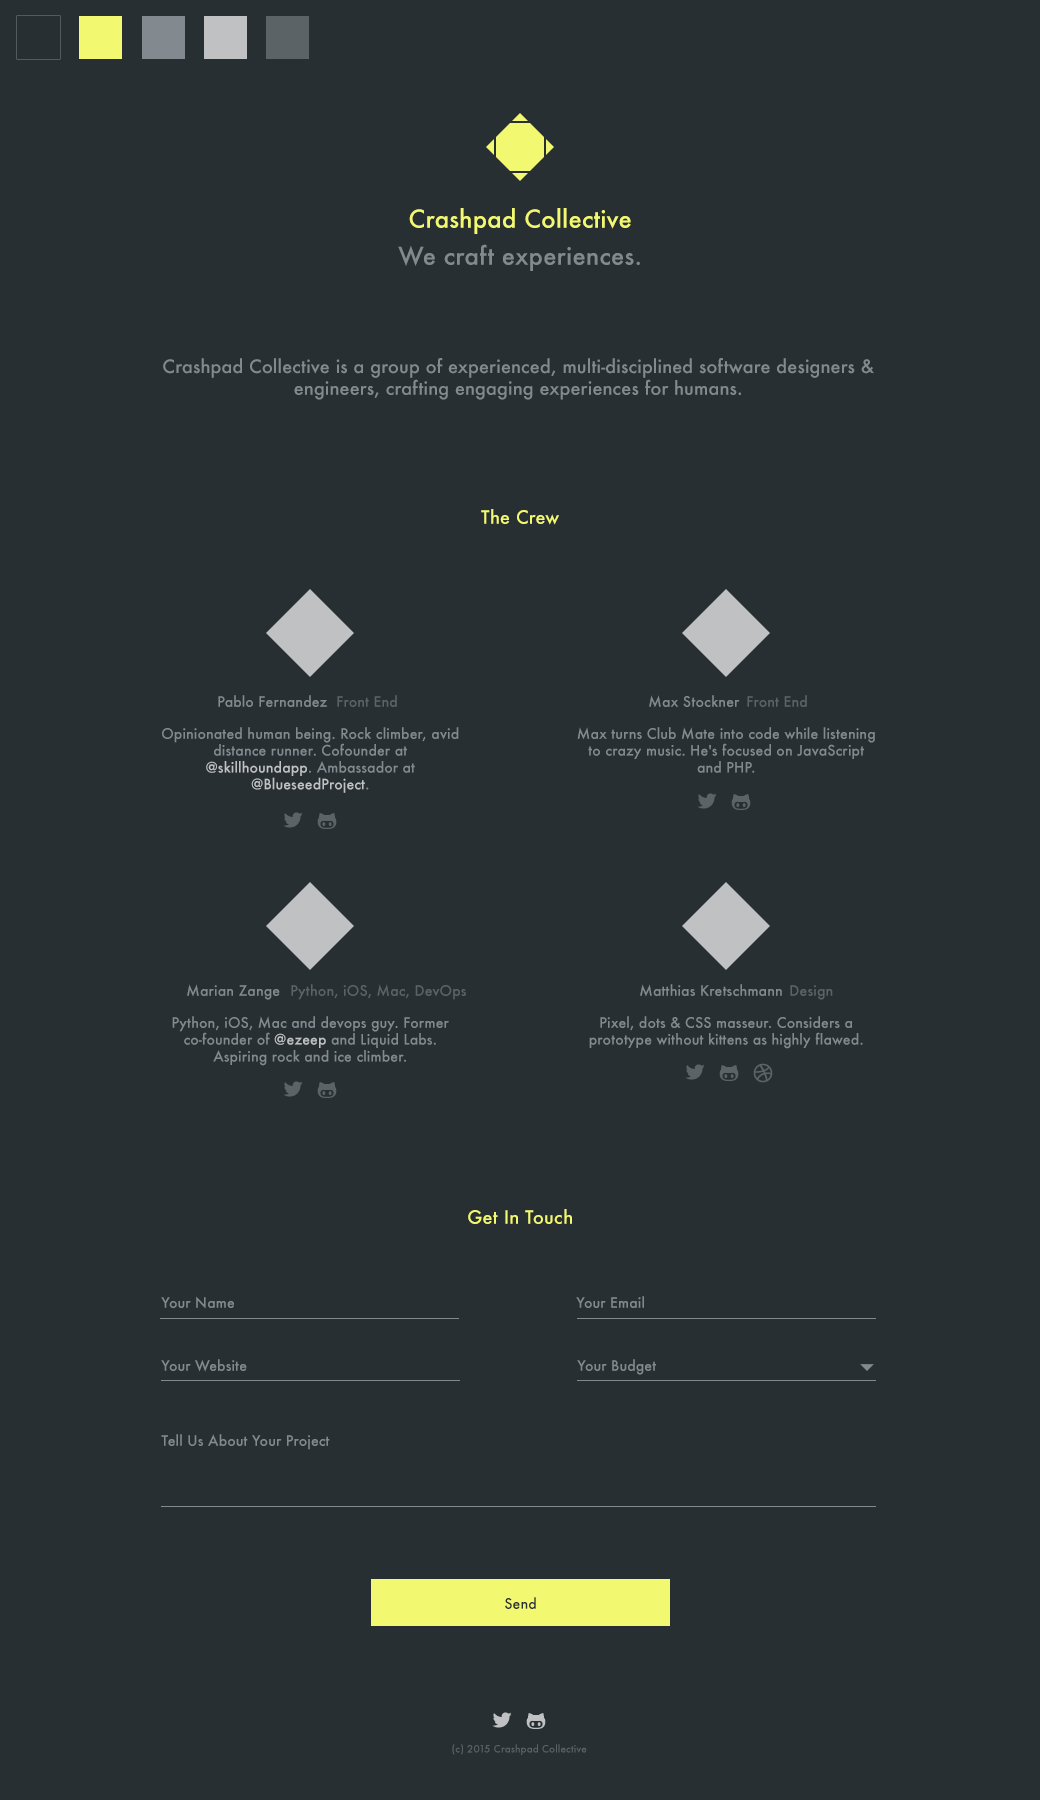 Crashpad Collective
We craft experiences.
Crashpad Collective is a group of experienced, multi-disciplined software designers &
engineers, crafting engaging experiences for humans.
The Crew
Pablo Fernandez Front End
Opinionated human being. Rock climber, avid
distance runner. Cofounder at
@skillhoundapp. Ambassador at
@BlueseedProject.
Max Stockner Front End
Max turns Club Mate into code while listening
to crazy music. He's focused on JavaScript
and PHP.
Marian Zange Python, iOS, Mac, DevOps
Python, iOS, Mac and devops guy. Former
co-founder of @ezeep and Liquid Labs.
Aspiring rock and ice climber.
Matthias Kretschmann Design
Pixel, dots & CSS masseur. Considers a
prototype without kittens as highly flawed.
Get In Touch
Your Name
Your Email
Your Website
Your Budget
Tell Us About Your Project
Send
(c) 2015 Crashpad Collective